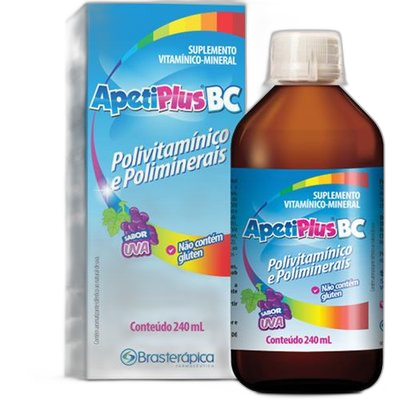 SUPLEMENTO
VITAMÍNICO-MINERAL
ApetiPlus BC
Polivitamínico
e Poliminerais
SABOR
UVA
Não contém
glúten
Conteúdo 240 mL
Brasterápica
FARMACÊUTICA
SUPLEMENTO
VITAMÍNICO-MINERAL
ApetiPlus BC
Polivitamínico
e Poliminerais
Não contém
glúten
SABOR
UVA
Conteúdo 240 mL